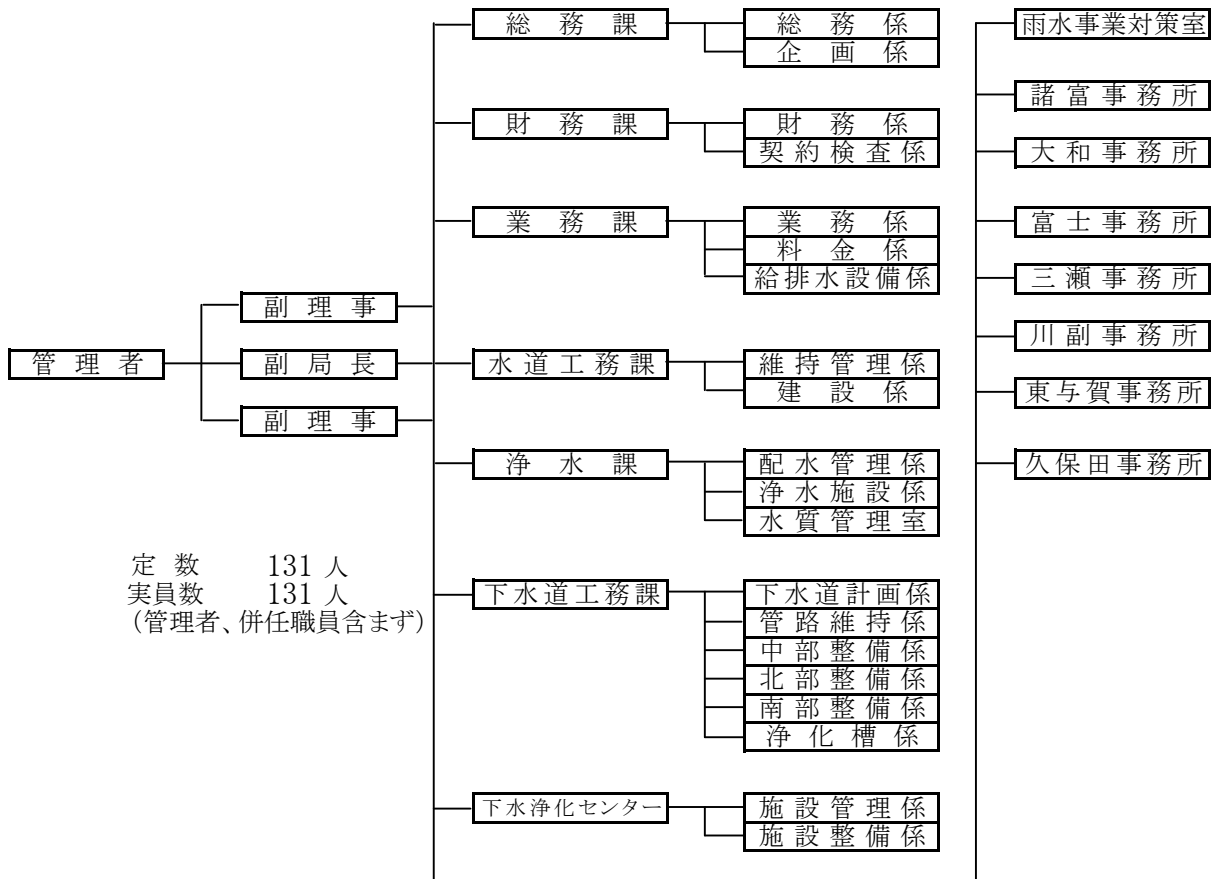 管理者
副理事
副局長
副理事
総務課
総務係
企画係
財務課
財務係
契約検査係
業務課
業務係
料金係
給排水設備係
水道工務課
維持管理係
建設係
浄水課
配水管理係
浄水施設係
水質管理室
下水道工務課
下水道計画係
管路維持係
中部整備係
北部整備係
南部整備係
浄化槽係
下水浄化センター
施設管理係
施設整備係
雨水事業対策室
諸富事務所
大和事務所
富士事務所
三瀬事務所
川副事務所
東与賀事務所
久保田事務所
定数 131 人
実員数 131 人
(管理者、併任職員含まず)